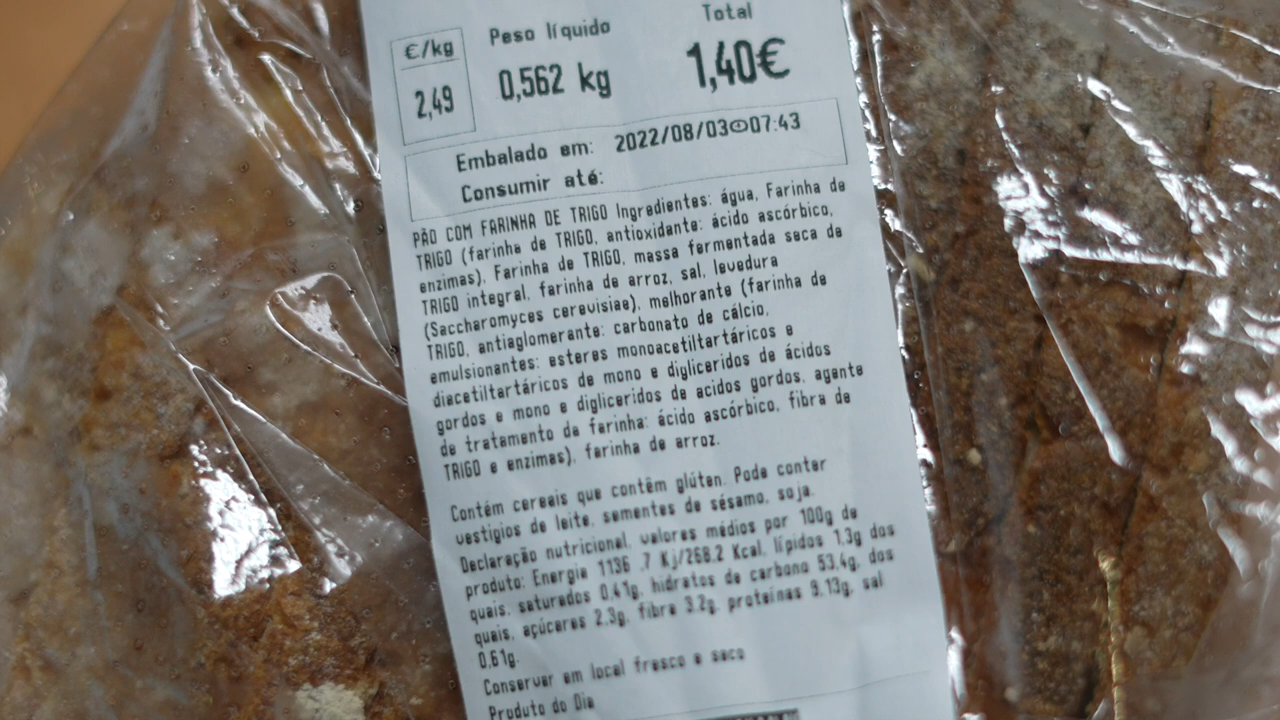 €/kg
2,49
Peso líquido
0,562 kg
Total
1,40€
Embalado em: 2022/08/03 07:43
Consumir até:
PÃO COM FARINHA DE TRIGO Ingredientes: água, Farinha de
TRIGO (farinha de TRIGO, antioxidante: ácido ascórbico,
enzimas), Farinha de TRIGO, massa fermentada seca de
TRIGO integral, farinha de arroz, sal, levedura
(Saccharomyces cerevisiae), melhorante (farinha de
TRIGO, antiaglomerante: carbonato de cálcio,
emulsionantes: esteres monoacetiltartáricos e
diacetiltartáricos de mono e digliceridos de ácidos
gordos e mono e digliceridos de acidos gordos, agente
de tratamento da farinha: ácido ascórbico, fibra de
TRIGO e enzimas), farinha de arroz.
Contém cereais que contêm glúten. Pode conter
vestigios de leite, sementes de sésamo, soja.
Declaração nutricional, valores médios por 100g de
produto: Energia 1136 .7 Kj/268.2 Kcal, lípidos 1.3g dos
quais, saturados 0.41g, hidratos de carbono 53.4g, dos
quais, açúcares 2.3g, fibra 3.2g, proteínas 9.13g, sal
0.61g.
Conservar em local fresco e seco
Produto do Dia